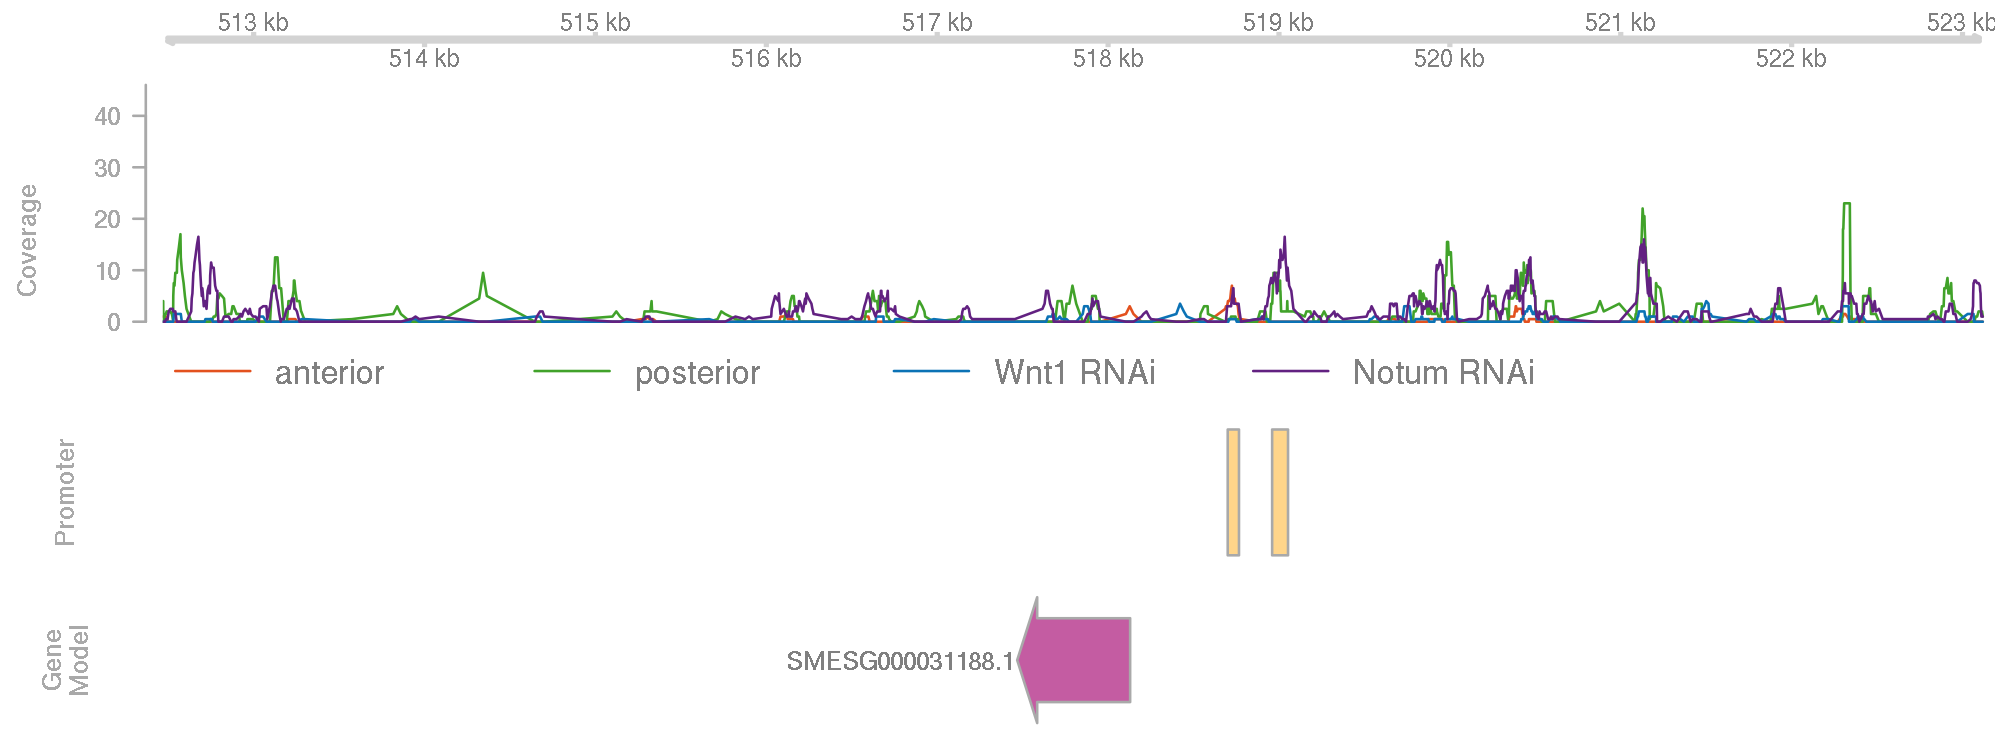 513 kb 515 kb 517 kb 519 kb 521 kb 523 kb
514 kb 516 kb 518 kb 520 kb 522 kb
Coverage
40
30
20
10
0
anterior posterior Wnt1 RNAi Notum RNAi
Promoter
Gene
Model
SMESG000031188.1